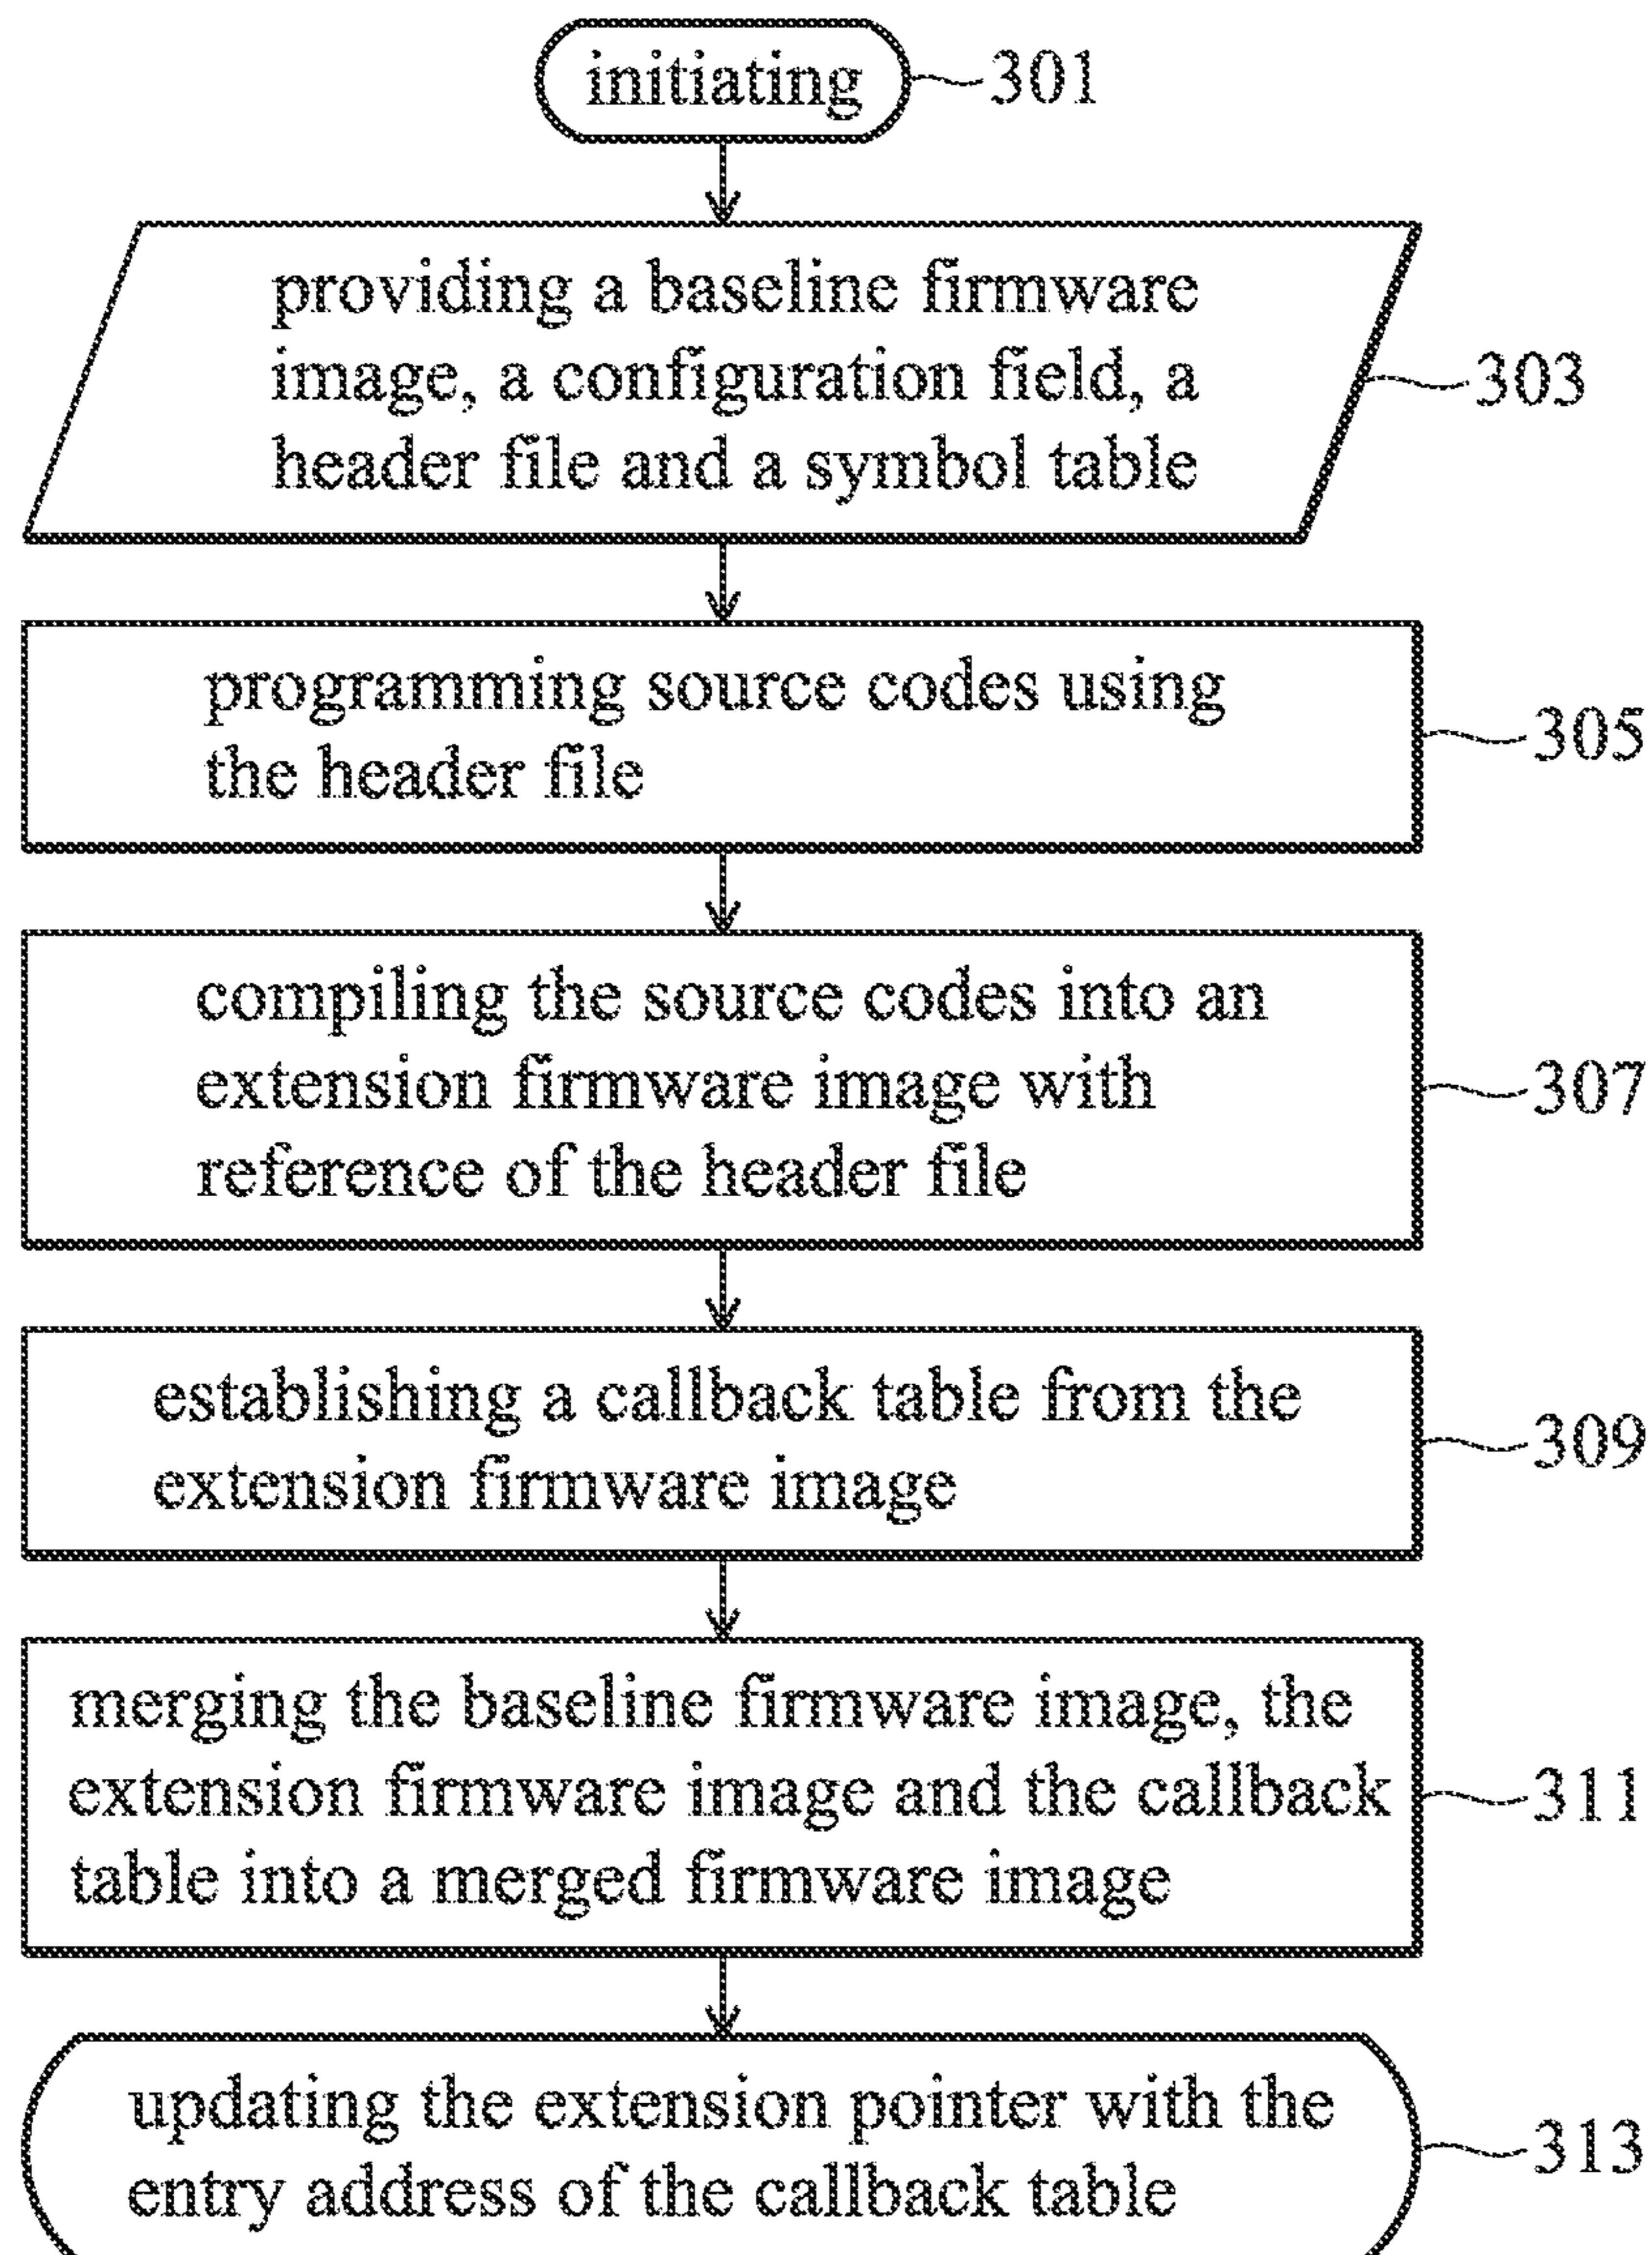 initiating
301
providing a baseline firmware
image, a configuration field, a
header file and a symbol table
303
programming source codes using
the header file
305
compiling the source codes into an
extension firmware image with
reference of the header file
307
establishing a callback table from the
extension firmware image
309
merging the baseline firmware image, the
extension firmware image and the callback
table into a merged firmware image
311
updating the extension pointer with the
entry address of the callback table
313